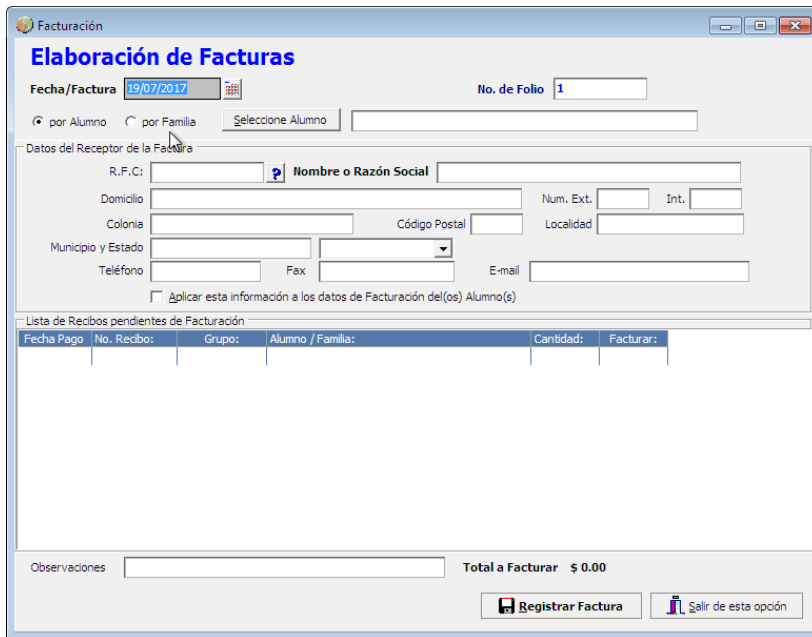 Facturación
Elaboración de Facturas
Fecha/Factura 19/07/2017 No. de Folio 1
por Alumno por Familia Seleccione Alumno
Datos del Receptor de la Factura
R.F.C: ? Nombre o Razón Social
Domicilio Num. Ext. Int.
Colonia Código Postal Localidad
Municipio y Estado
Teléfono Fax E-mail
Aplicar esta información a los datos de Facturación del(os) Alumno(s)
Lista de Recibos pendientes de Facturación
Fecha Pago No. Recibo: Grupo: Alumno / Familia: Cantidad: Facturar:
Observaciones Total a Facturar $ 0.00
Registrar Factura Salir de esta opción